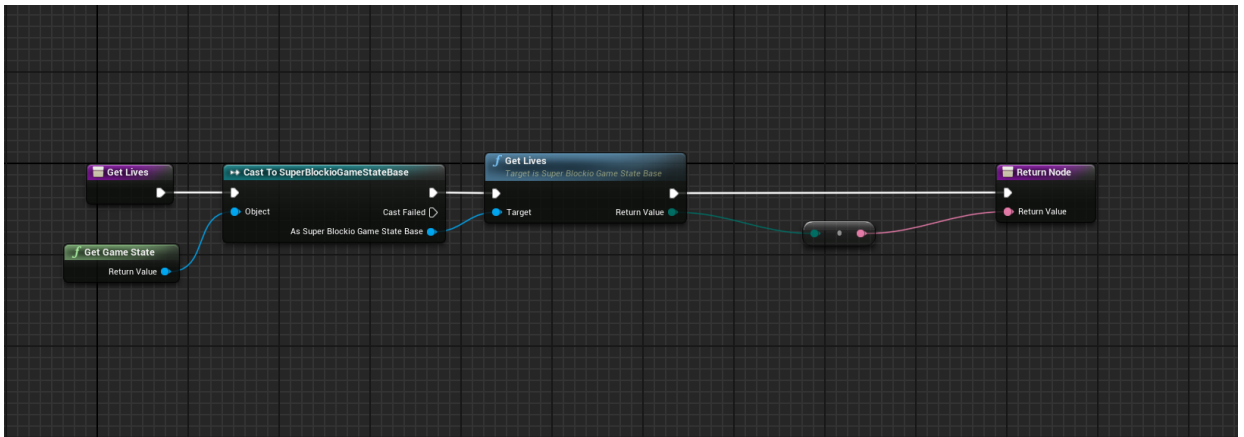 Get Lives
Cast To SuperBlockioGameStateBase
Object
Cast Failed
As Super Blockio Game State Base
Get Game State
Return Value
f Get Lives
Target is Super Blockio Game State Base
Target
Return Value
Return Node
Return Value